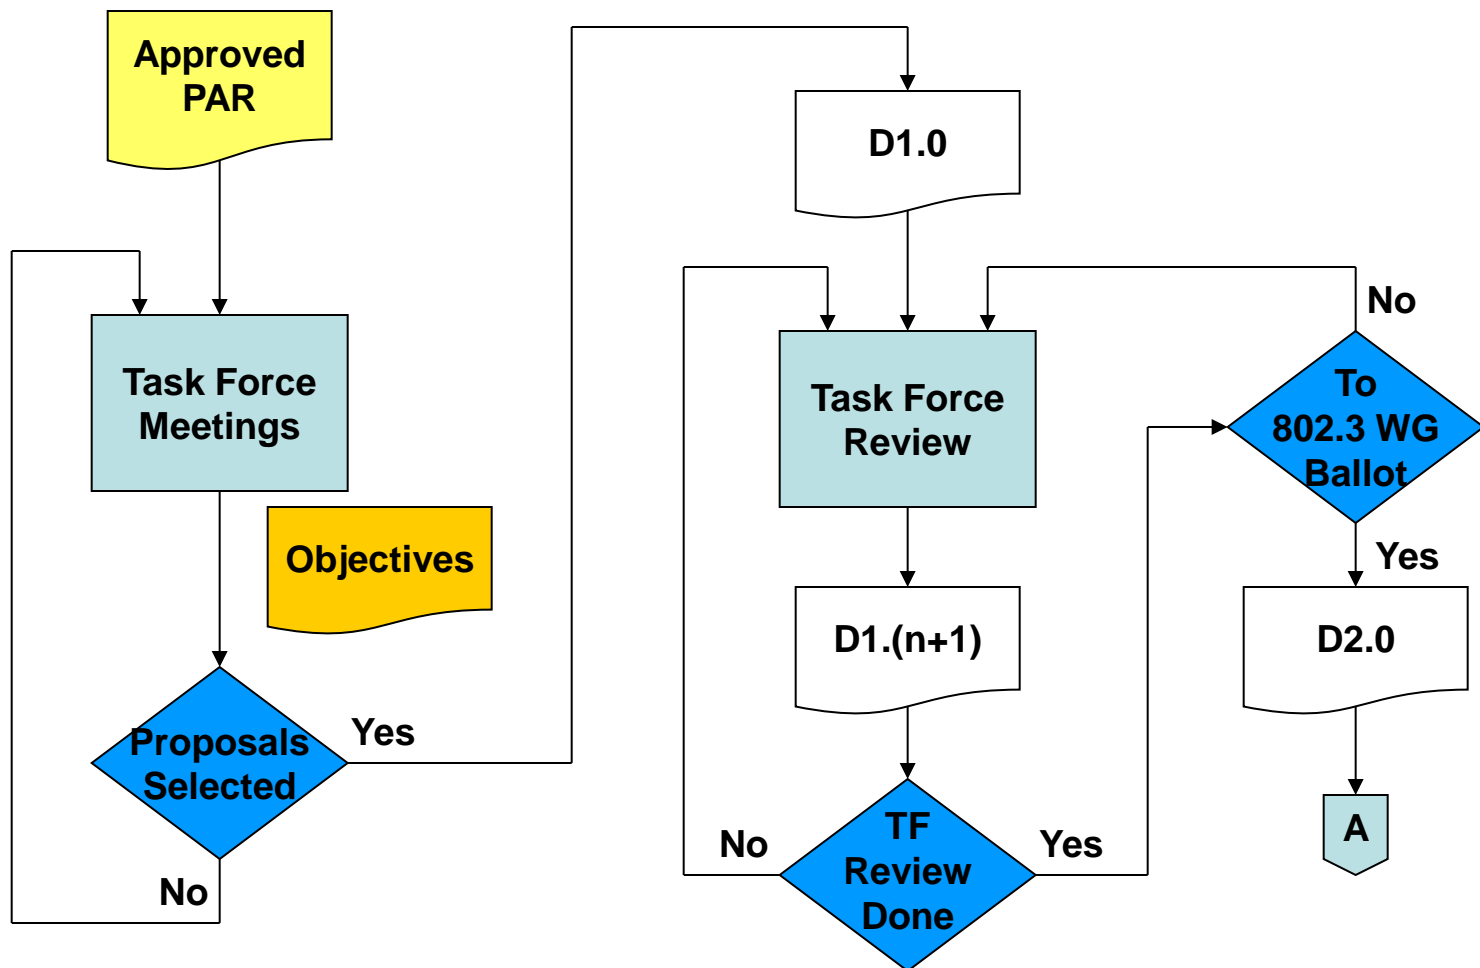 Approved
PAR
Task Force
Meetings
Objectives
Proposals
Selected
Yes
No
D1.0
Task Force
Review
D1.(n+1)
TF
Review
Done
No
Yes
To
802.3 WG
Ballot
No
Yes
D2.0
A